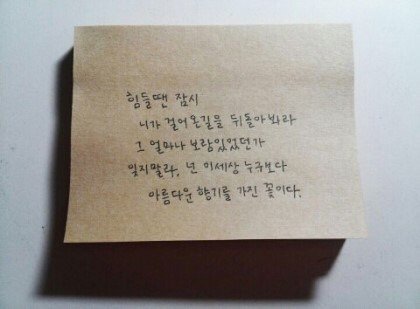 힘들땐 잠시
니가 걸어온길을 뒤돌아봐라
그 얼마나 보람있었던가
잊지말라, 넌 이세상 누구보다
아름다운 향기를 가진 꽃이다.